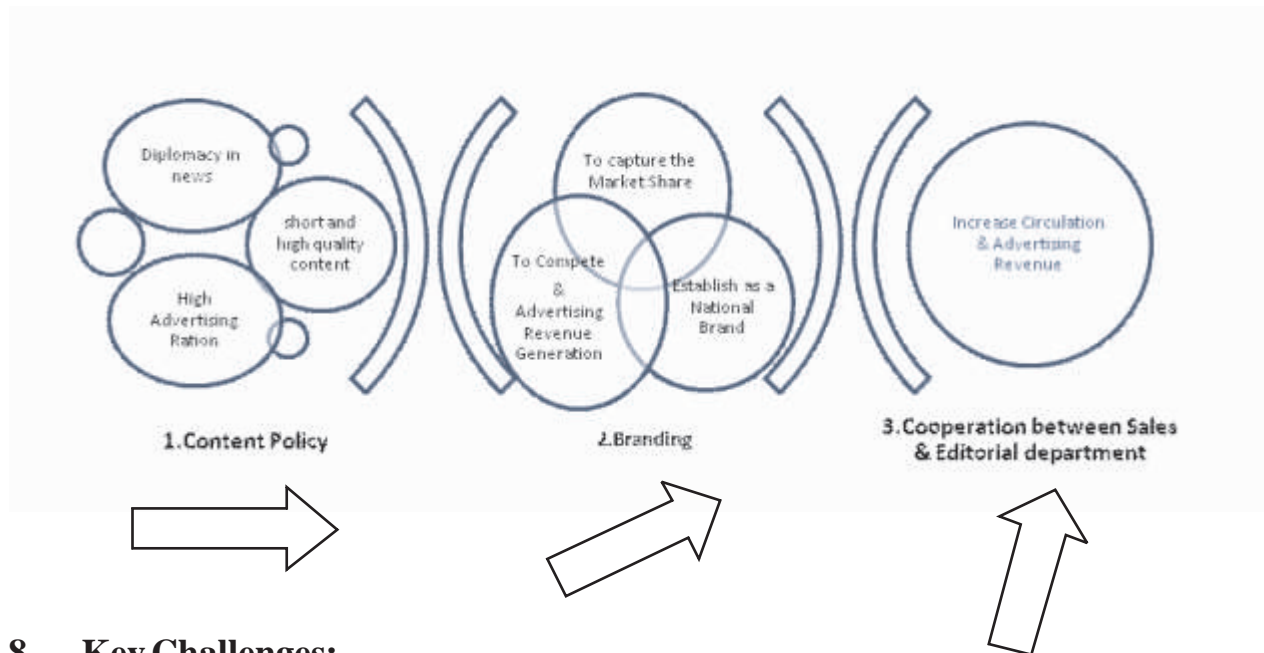 Diplomacy in
news
short and
high quality
content
High
Advertising
Ration
1.Content Policy
To capture the
Market Share
To Compete
&
Advertising
Revenue
Generation
Establish as a
National
Brand
2.Branding
Increase Circulation
& Advertising
Revenue
3.Cooperation between Sales
& Editorial department
8. Key Challenges: